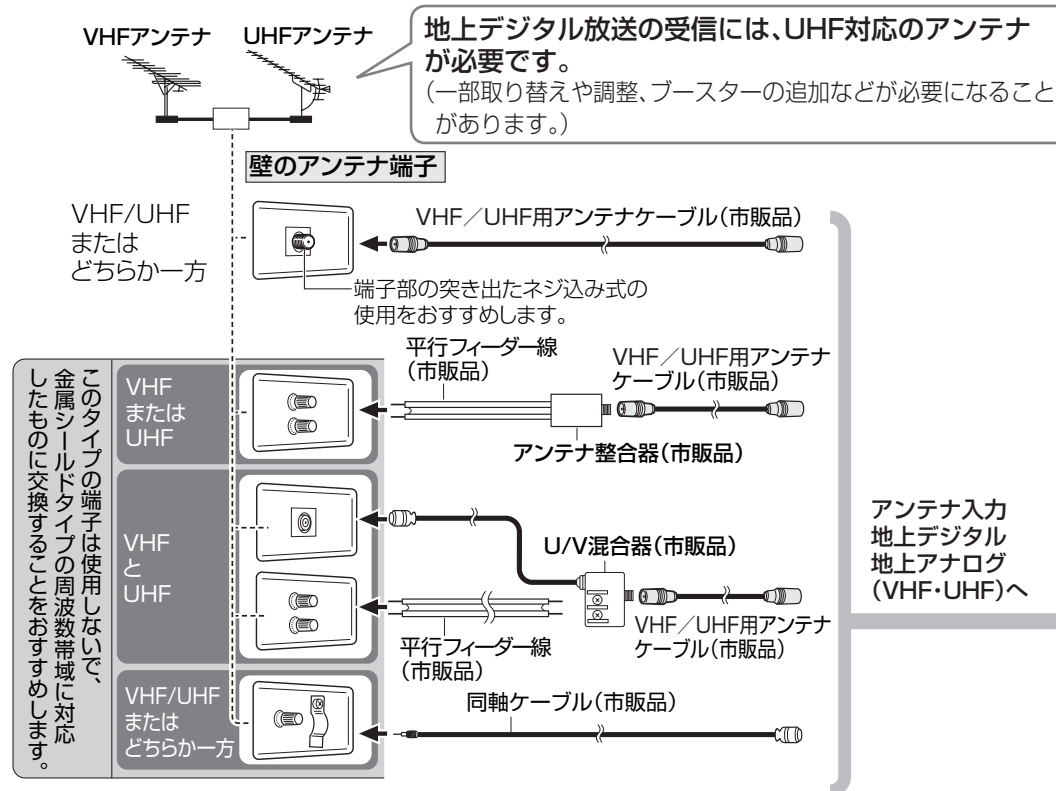 VHFアンテナ
UHFアンテナ
地上デジタル放送の受信には、UHF対応のアンテナ
が必要です。
（一部取り替えや調整、ブースターの追加などが必要になること
があります。）
壁のアンテナ端子
VHF/UHF
または
どちらか一方
VHF／UHF用アンテナケーブル（市販品）
端子部の突き出たネジ込み式の
使用をおすすめします。
このタイプの端子は使用しないで、
金属シールドタイプの周波数帯域に対応
したものに交換することをおすすめします。
VHF
または
UHF
平行フィーダー線
（市販品）
VHF／UHF用アンテナ
ケーブル（市販品）
アンテナ整合器（市販品）
VHF
と
UHF
U/V混合器（市販品）
平行フィーダー線
（市販品）
VHF／UHF用アンテナ
ケーブル（市販品）
VHF/UHF
または
どちらか一方
同軸ケーブル（市販品）
アンテナ入力
地上デジタル
地上アナログ
（VHF・UHF）へ